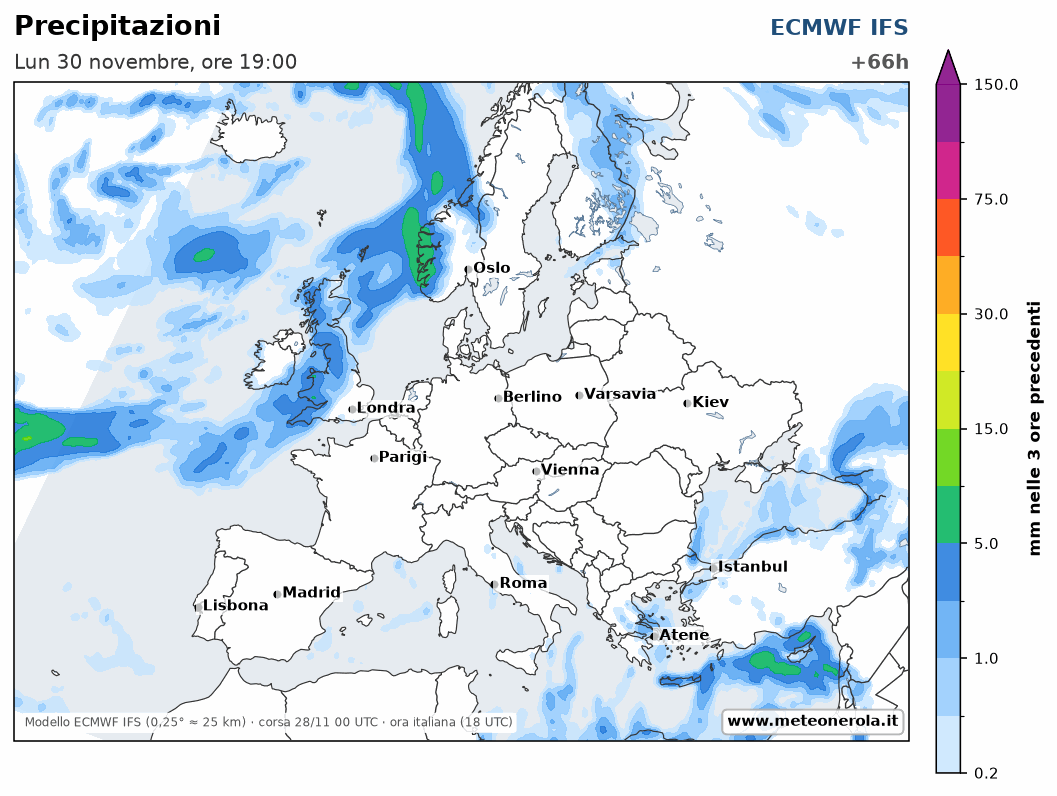 Precipitazioni
ECMWF IFS
Lun 30 novembre, ore 19:00
+66h
150.0
75.0
30.0
15.0
5.0
1.0
0.2
mm nelle 3 ore precedenti
Oslo
Berlino
Varsavia
Kiev
Londra
Parigi
Vienna
Istanbul
Roma
Madrid
Lisbona
Atene
Modello ECMWF IFS (0,25° ≈ 25 km) · corsa 28/11 00 UTC · ora italiana (18 UTC)
www.meteonerola.it